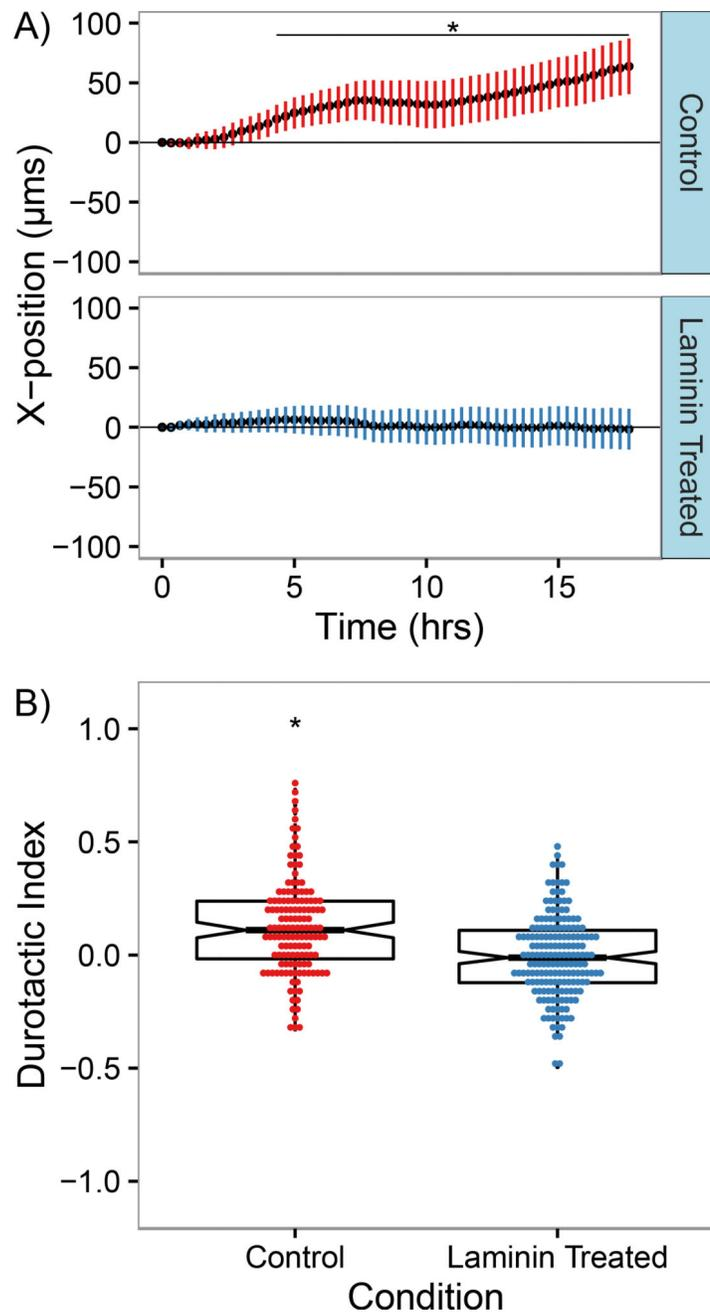 A)
X−position (µms)
100
50
0
−50
−100
*
Control
100
50
0
−50
−100
Laminin Treated
0 5 10 15
Time (hrs)
B)
Durotactic Index
1.0
0.5
0.0
−0.5
−1.0
*
Control Laminin Treated
Condition